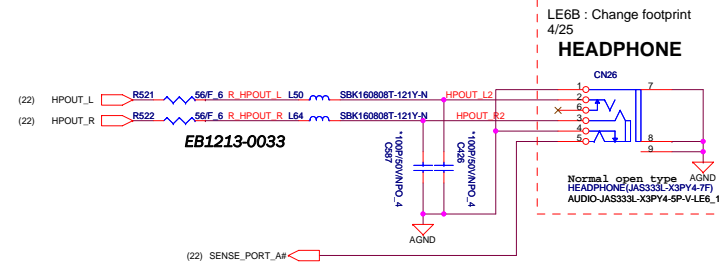 LE6B : Change footprint
4/25
HEADPHONE
CN26
(22) HPOUT_L R521 56/F_6 R_HPOUT_L L50 SBK160808T-121Y-N HPOUT_L2
(22) HPOUT_R R522 56/F_6 R_HPOUT_R L64 SBK160808T-121Y-N HPOUT_R2
EB1213-0033
1
2
6
3
4
5
7
8
9
*100P/50V/NPO_4
C587
*100P/50V/NPO_4
C426
AGND
AGND
Normal open type
HEADPHONE(JAS333L-X3PY4-7F)
AUDIO-JAS333L-X3PY4-5P-V-LE6_1
(22) SENSE_PORT_A#